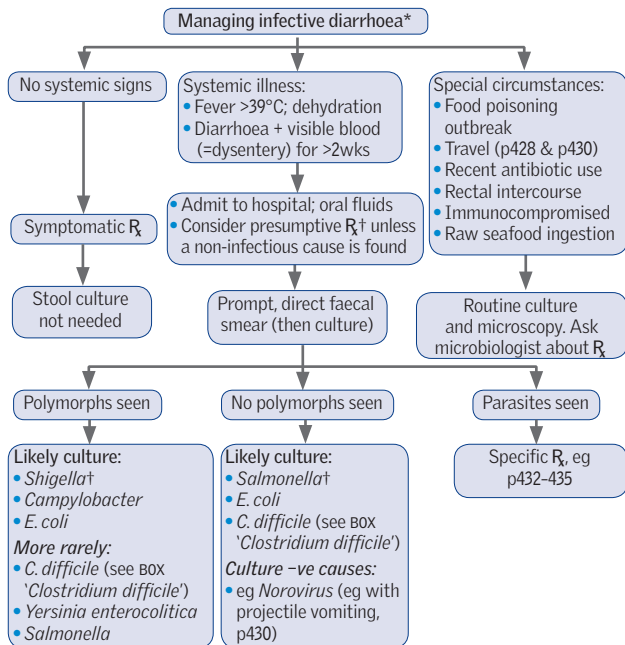 Managing infective diarrhoea*
No systemic signs
Symptomatic ℞
Stool culture
not needed
Systemic illness:
• Fever >39°C; dehydration
• Diarrhoea + visible blood
(=dysentery) for >2wks
• Admit to hospital; oral fluids
• Consider presumptive ℞† unless
a non-infectious cause is found
Prompt, direct faecal
smear (then culture)
Special circumstances:
• Food poisoning
outbreak
• Travel (p428 & p430)
• Recent antibiotic use
• Rectal intercourse
• Immunocompromised
• Raw seafood ingestion
Routine culture
and microscopy. Ask
microbiologist about ℞
Polymorphs seen
Likely culture:
• Shigella†
• Campylobacter
• E. coli
More rarely:
• C. difficile (see BOX
‘Clostridium difficile’)
• Yersinia enterocolitica
• Salmonella
No polymorphs seen
Likely culture:
• Salmonella†
• E. coli
• C. difficile (see BOX
‘Clostridium difficile’)
Culture –ve causes:
• eg Norovirus (eg with
projectile vomiting,
p430)
Parasites seen
Specific ℞, eg
p432–435